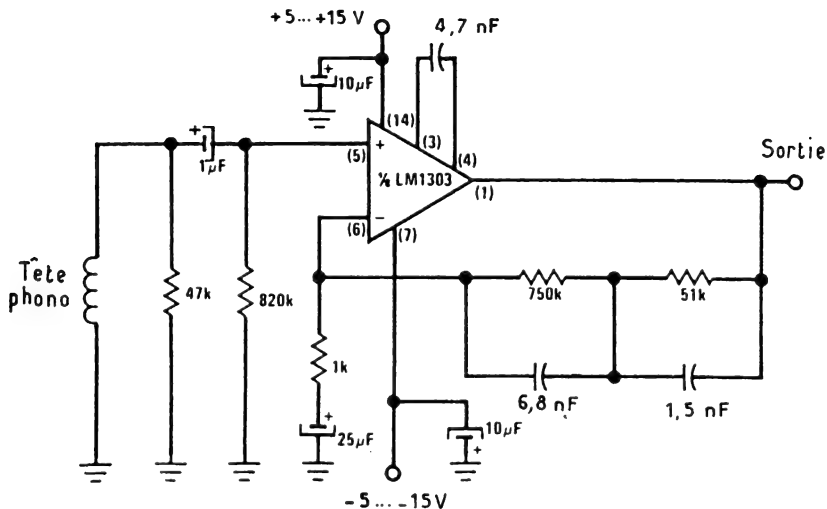 +5... +15 V
4,7 nF
+
10µF
(14)
(3)
(4)
+
1µF
(5)
+
½ LM1303
(1)
Sortie
(6)
−
(7)
Tête
phono
47k
820k
750k
51k
1k
6,8 nF
1,5 nF
+
25µF
10µF
+
-5... -15V